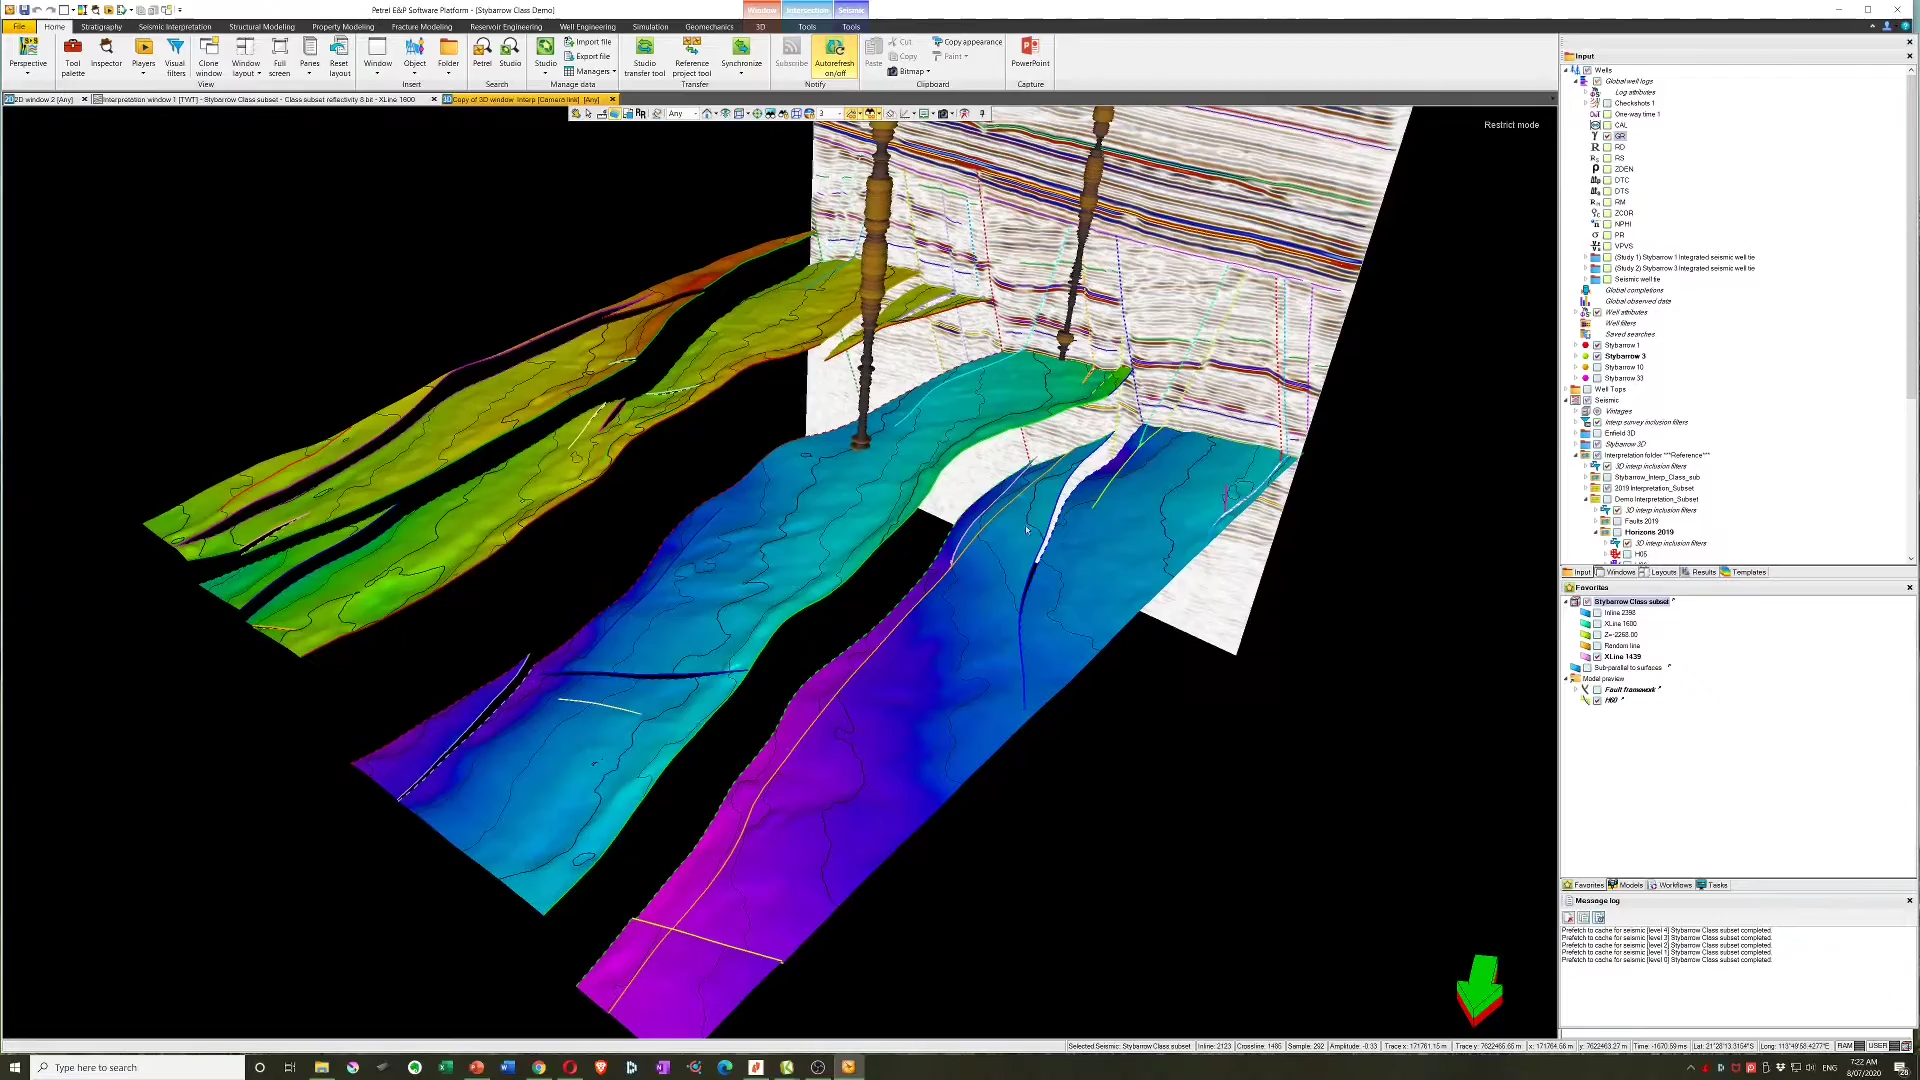 Petrel E&P Software Platform - [Stybarrow Class Demo]
Window Intersection Seismic
File Home Stratigraphy Seismic Interpretation Structural Modeling Property Modeling Fracture Modeling Reservoir Engineering Well Engineering Simulation Geomechanics 3D Tools Tools
Perspective
Tool palette
Inspector
Players
Visual filters
Clone window
Window layout
Full screen
Panes
Reset layout
View
Window
Object
Folder
Insert
Petrel
Studio
Search
Studio
Import file
Export file
Managers
Manage data
Studio transfer tool
Reference project tool
Synchronize
Transfer
Subscribe
Autorefresh on/off
Notify
Paste
Cut
Copy
Bitmap
Copy appearance
Paint
Clipboard
PowerPoint
Capture
2D window 2 [Any]
Interpretation window 1 [TWT] - Stybarrow Class subset - Class subset reflectivity 8 bit - XLine 1600
Copy of 3D window Interp [Camera link] [Any]
Any
3
Restrict mode
Input
Wells
Global well logs
Log attributes
Checkshots 1
One-way time 1
CAL
GR
RD
RS
ZDEN
DTC
DTS
RM
ZCOR
NPHI
PR
VPVS
(Study 1) Stybarrow 1 Integrated seismic well tie
(Study 2) Stybarrow 3 Integrated seismic well tie
Seismic well tie
Global completions
Global observed data
Well attributes
Well filters
Saved searches
Stybarrow 1
Stybarrow 3
Stybarrow 10
Stybarrow 33
Well Tops
Seismic
Vintages
Interp survey inclusion filters
Enfield 3D
Stybarrow 3D
Interpretation folder ***Reference***
3D interp inclusion filters
Stybarrow_Interp_Class_sub
2019 Interpretation_Subset
Demo Interpretation_Subset
3D interp inclusion filters
Faults 2019
Horizons 2019
3D interp inclusion filters
H05
Input Windows Layouts Results Templates
Favorites
Stybarrow Class subset
Inline 2398
XLine 1600
Z=-2268.00
Random line
XLine 1439
Sub-parallel to surfaces
Model preview
Fault framework
H60
Favorites Models Workflows Tasks
Message log
Prefetch to cache for seismic [level 4] Stybarrow Class subset completed.
Prefetch to cache for seismic [level 3] Stybarrow Class subset completed.
Prefetch to cache for seismic [level 2] Stybarrow Class subset completed.
Prefetch to cache for seismic [level 1] Stybarrow Class subset completed.
Prefetch to cache for seismic [level 0] Stybarrow Class subset completed.
Selected Seismic: Stybarrow Class subset Inline: 2123 Crossline: 1485 Sample: 292 Amplitude: -0.33 Trace x: 171761.15 m Trace y: 7622465.65 m x: 171764.56 m y: 7622463.27 m Time: -1670.59 ms Lat: 21°28'13.3154"S Long: 113°49'58.4277"E RAM USER
Type here to search
ENG
7:22 AM
8/07/2020
28